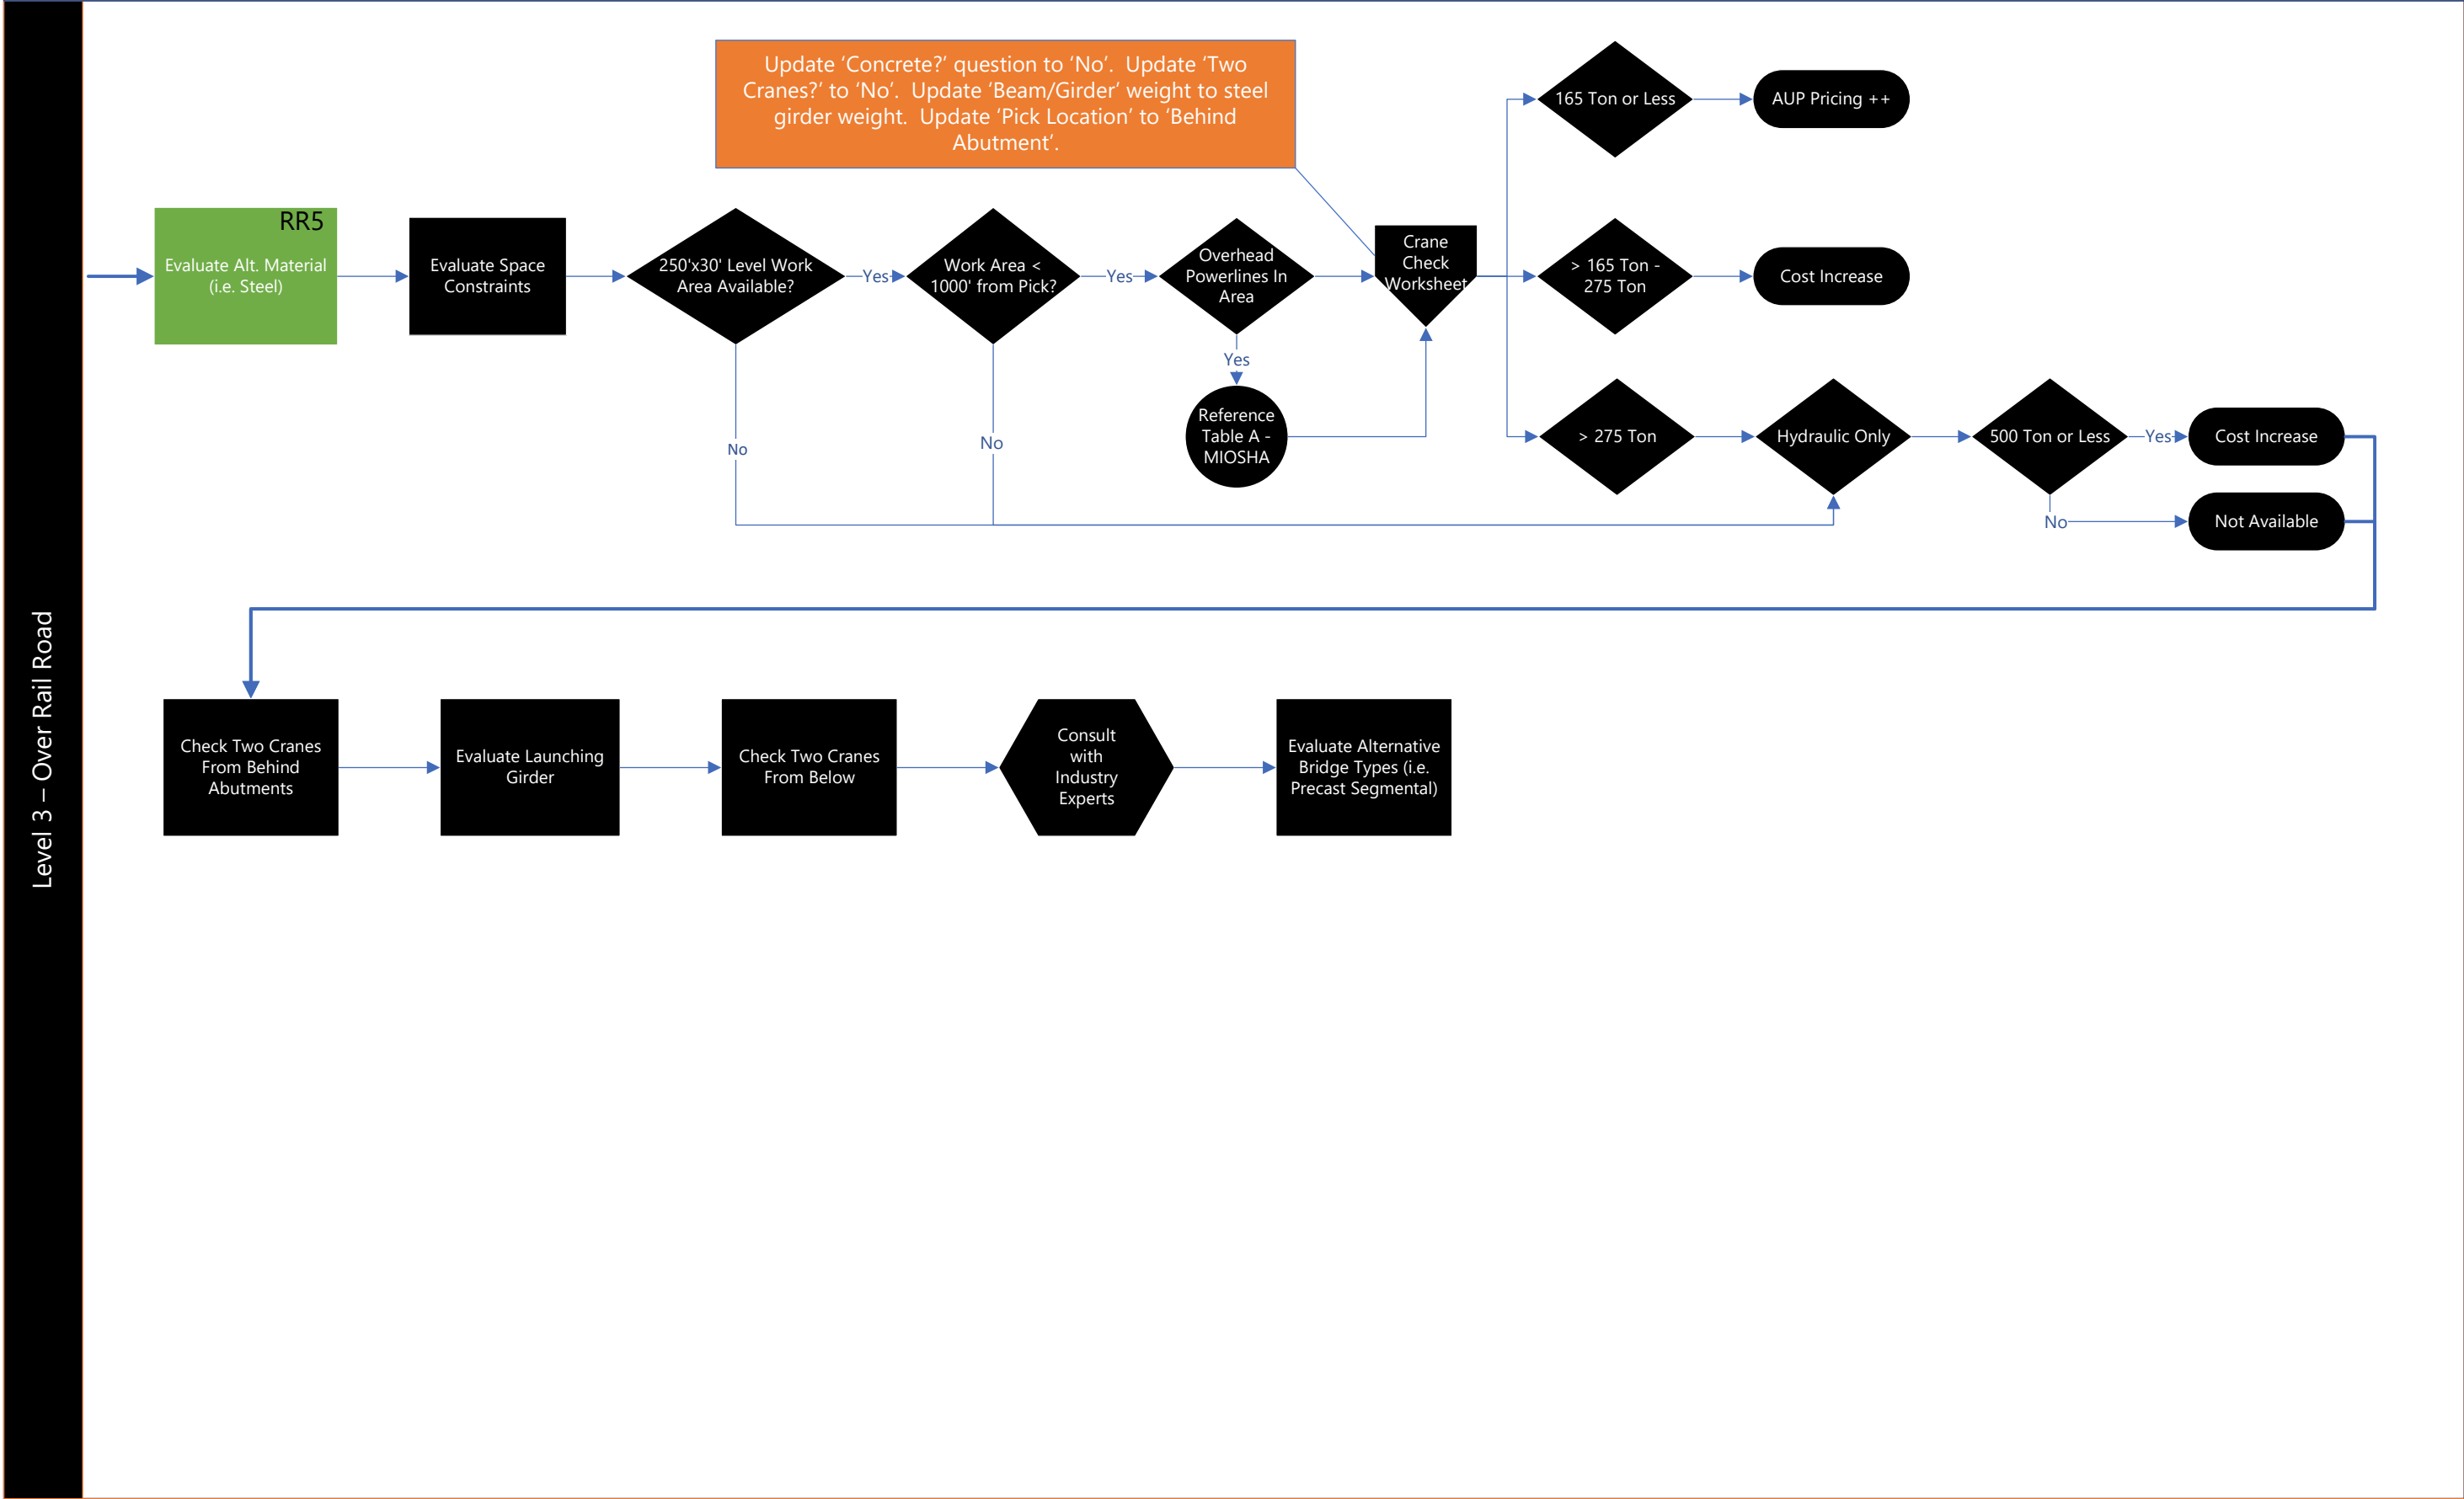 Level 3 – Over Rail Road
Update ‘Concrete?’ question to ‘No’.  Update ‘Two
Cranes?’ to ‘No’.  Update ‘Beam/Girder’ weight to steel
girder weight.  Update ‘Pick Location’ to ‘Behind
Abutment’.
165 Ton or Less
AUP Pricing ++
RR5
Evaluate Alt. Material
(i.e. Steel)
Evaluate Space
Constraints
250'x30' Level Work
Area Available?
Yes
Work Area <
1000' from Pick?
Yes
Overhead
Powerlines In
Area
Crane
Check
Worksheet
> 165 Ton -
275 Ton
Cost Increase
Yes
No
No
Reference
Table A -
MIOSHA
> 275 Ton
Hydraulic Only
500 Ton or Less
Yes
Cost Increase
No
Not Available
Check Two Cranes
From Behind
Abutments
Evaluate Launching
Girder
Check Two Cranes
From Below
Consult
with
Industry
Experts
Evaluate Alternative
Bridge Types (i.e.
Precast Segmental)